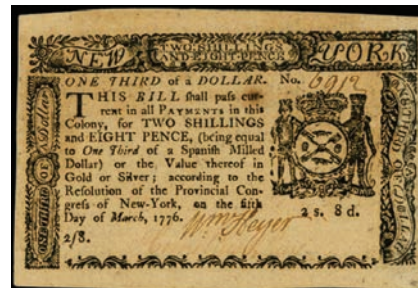 NEW
TWO-SHILLINGS
AND-EIGHT-PENCE
YORK
ONE THIRD of a DOLLAR. No. 6912
THIS BILL shall pass cur-
rent in all PAYMENTS in this
Colony, for TWO SHILLINGS
and EIGHT PENCE, (being equal
to One Third of a Spanish Milled
Dollar) or the Value thereof in
Gold or Silver; according to the
Resolution of the Provincial Con-
gress of New-York, on the fifth
Day of March, 1776.
Wm Heyer
2 s. 8 d.
2/8.